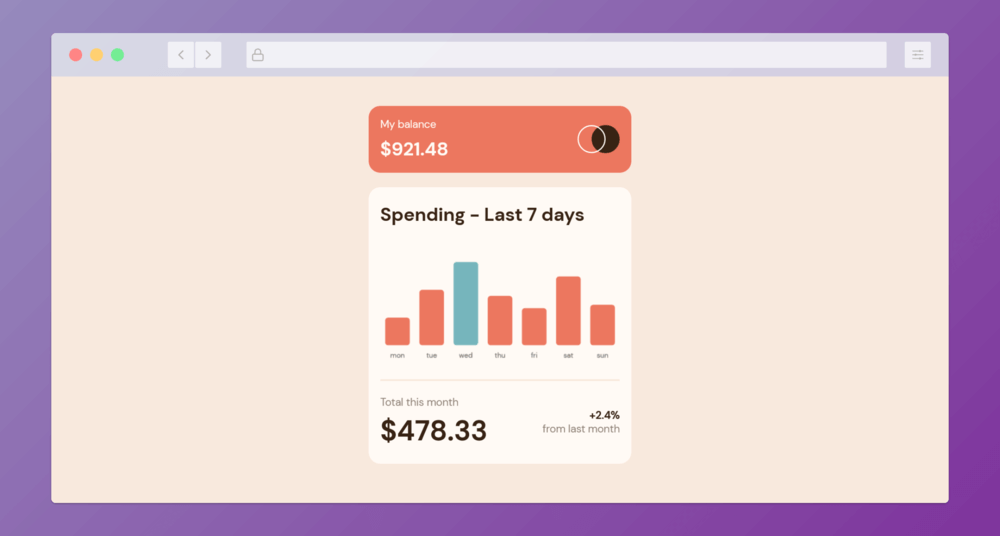 My balance
$921.48
Spending - Last 7 days
mon tue wed thu fri sat sun
Total this month
$478.33
+2.4%
from last month